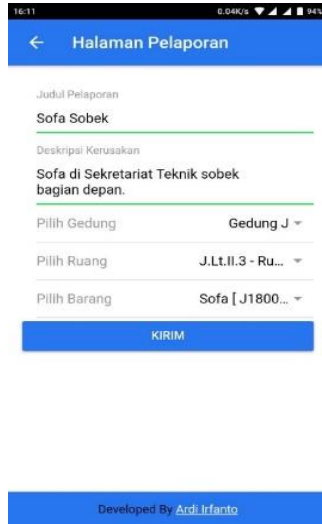 16:11 0.04K/s 94%
Halaman Pelaporan
Judul Pelaporan
Sofa Sobek
Deskripsi Kerusakan
Sofa di Sekretariat Teknik sobek
bagian depan.
Pilih Gedung Gedung J
Pilih Ruang J.Lt.II.3 - Ru...
Pilih Barang Sofa [ J1800...
KIRIM
Developed By Ardi Irfanto